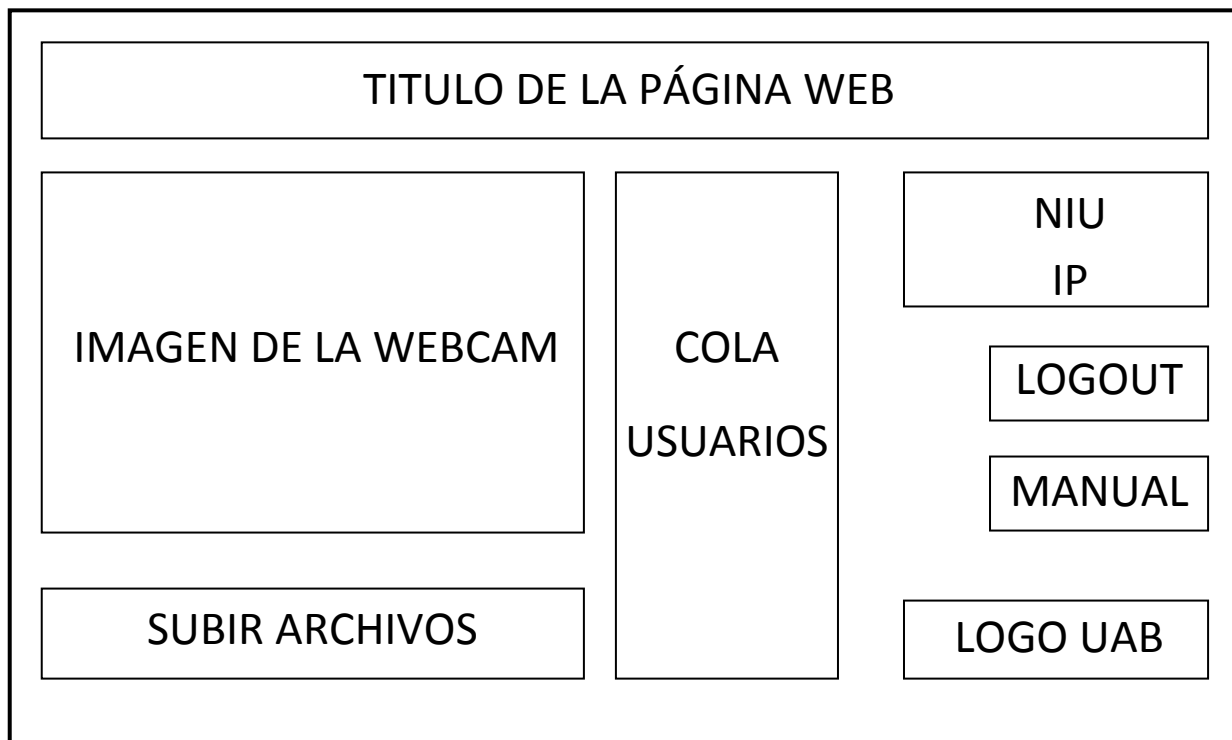 TITULO DE LA PÁGINA WEB
IMAGEN DE LA WEBCAM
COLA
USUARIOS
NIU
IP
LOGOUT
MANUAL
SUBIR ARCHIVOS
LOGO UAB